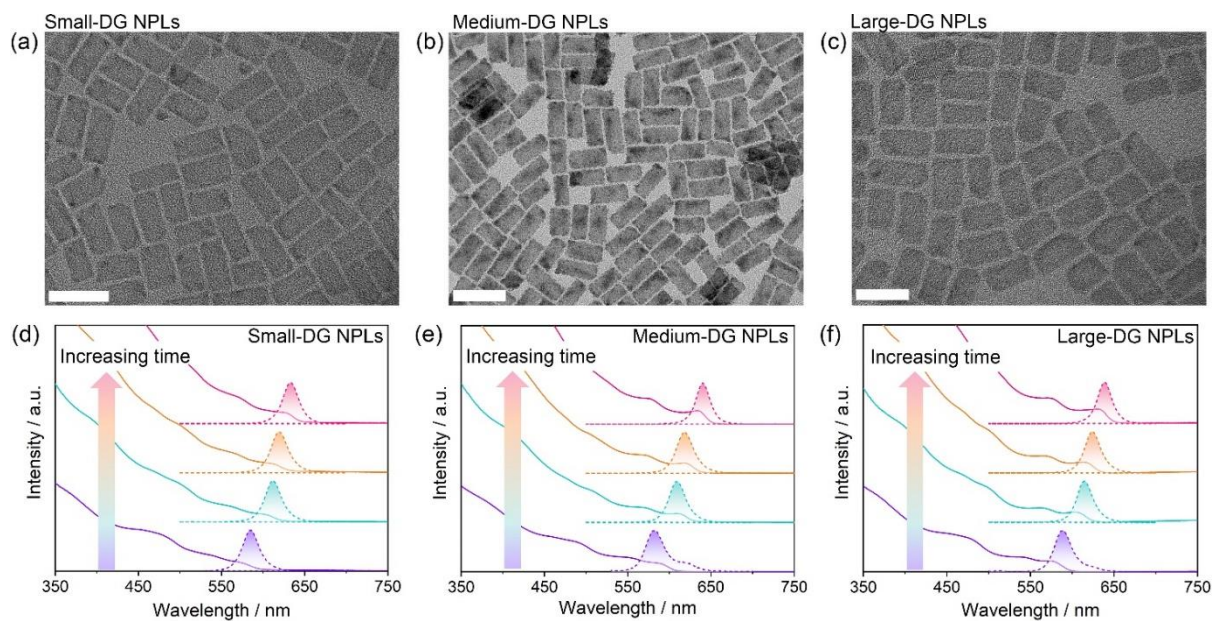 Small-DG NPLs
Medium-DG NPLs
Large-DG NPLs
(a)
(b)
(c)
(d)
Small-DG NPLs
Increasing time
Intensity / a.u.
350 450 550 650 750
Wavelength / nm
(e)
Medium-DG NPLs
Increasing time
Intensity / a.u.
350 450 550 650 750
Wavelength / nm
(f)
Large-DG NPLs
Increasing time
Intensity / a.u.
350 450 550 650 750
Wavelength / nm